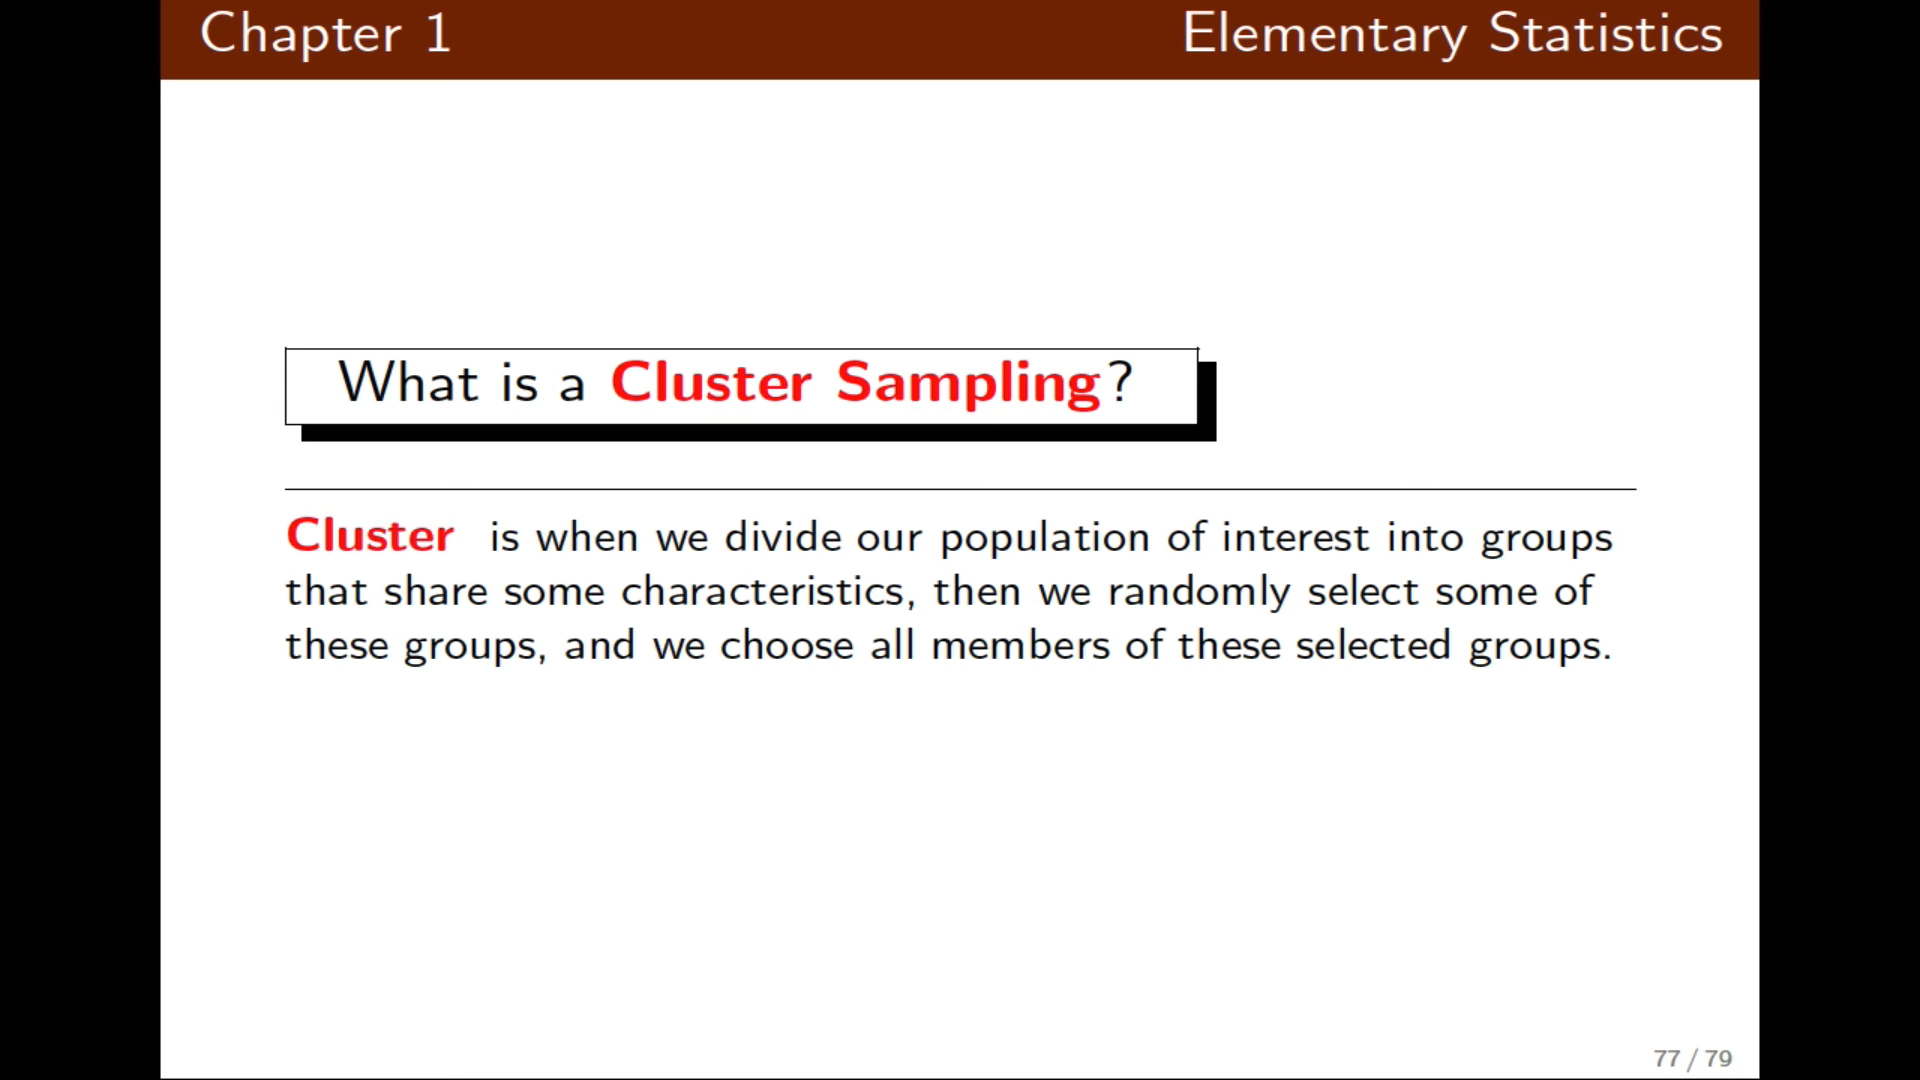 Chapter 1 Elementary Statistics
What is a Cluster Sampling?
Cluster is when we divide our population of interest into groups
that share some characteristics, then we randomly select some of
these groups, and we choose all members of these selected groups.
77 / 79